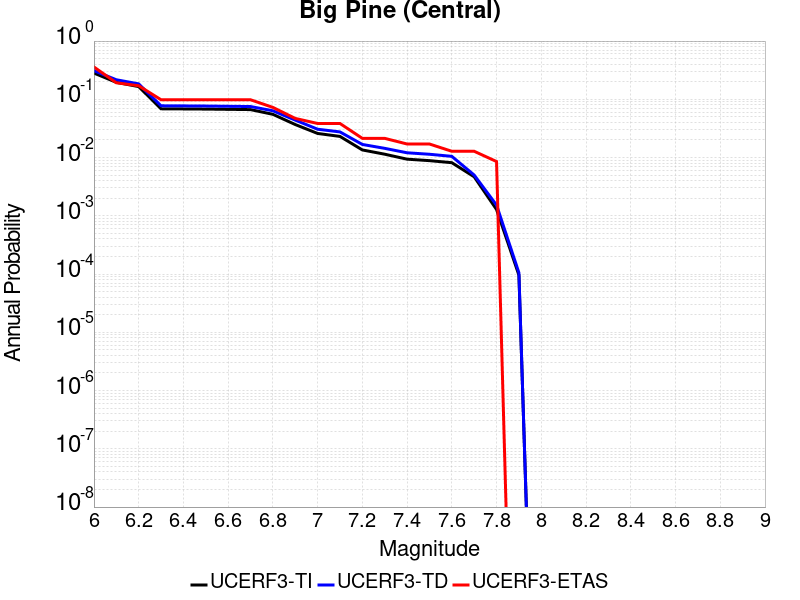 Big Pine (Central)
Annual Probability
10^0
10^-1
10^-2
10^-3
10^-4
10^-5
10^-6
10^-7
10^-8
6 6.2 6.4 6.6 6.8 7 7.2 7.4 7.6 7.8 8 8.2 8.4 8.6 8.8 9
Magnitude
UCERF3-TI UCERF3-TD UCERF3-ETAS